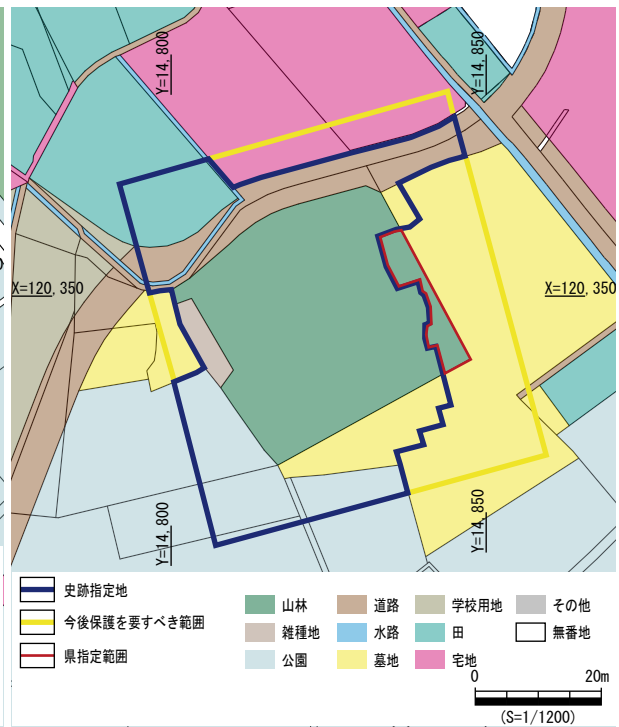 Y=14, 800
Y=14, 850
X=120, 350
X=120, 350
Y=14, 800
Y=14, 850
史跡指定地
今後保護を要すべき範囲
県指定範囲
山林
道路
学校用地
その他
雑種地
水路
田
無番地
公園
墓地
宅地
0
20m
(S=1/1200)